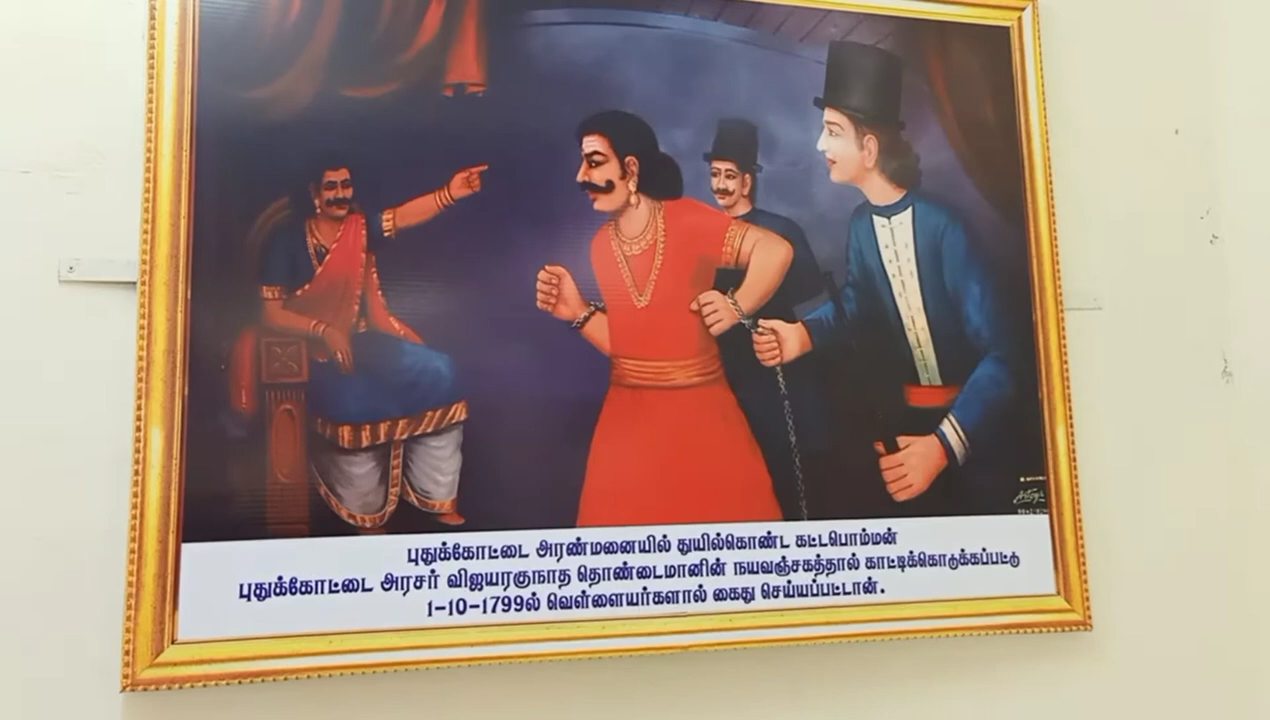 புதுக்கோட்டை அரண்மனையில் துயில்கொண்ட கட்டபொம்மன்
புதுக்கோட்டை அரசர் விஜயரகுநாத தொண்டைமானின் நயவஞ்சகத்தால் காட்டிக்கொடுக்கப்பட்டு
1-10-1799ல் வெள்ளையர்களால் கைது செய்யப்பட்டான்.